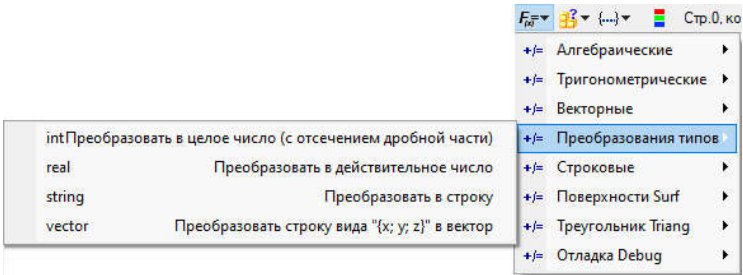 F(x)= {...} Стр.0, ко
+/= Алгебраические
+/= Тригонометрические
+/= Векторные
+/= Преобразования типов
+/= Строковые
+/= Поверхности Surf
+/= Треугольник Triang
+/= Отладка Debug
intПреобразовать в целое число (с отсечением дробной части)
real Преобразовать в действительное число
string Преобразовать в строку
vector Преобразовать строку вида "{x; y; z}" в вектор